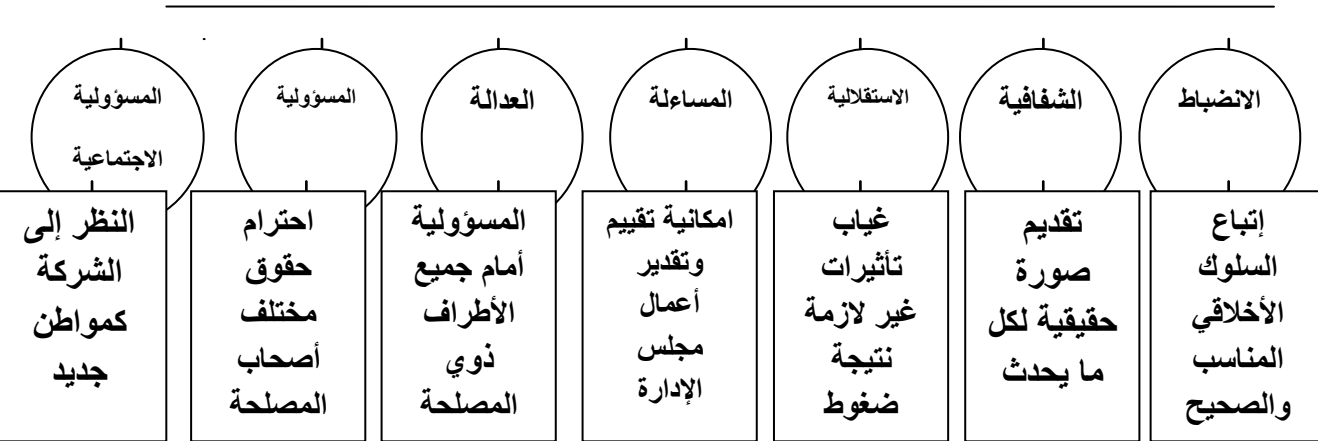 الانضباط
الشفافية
الاستقلالية
المساءلة
العدالة
المسؤولية
المسؤولية
الاجتماعية
إتباع
السلوك
الأخلاقي
المناسب
والصحيح
تقديم
صورة
حقيقية لكل
ما يحدث
غياب
تأثيرات
غير لازمة
نتيجة
ضغوط
امكانية تقييم
وتقدير
أعمال
مجلس
الإدارة
المسؤولية
أمام جميع
الأطراف
ذوي
المصلحة
احترام
حقوق
مختلف
أصحاب
المصلحة
النظر إلى
الشركة
كمواطن
جديد